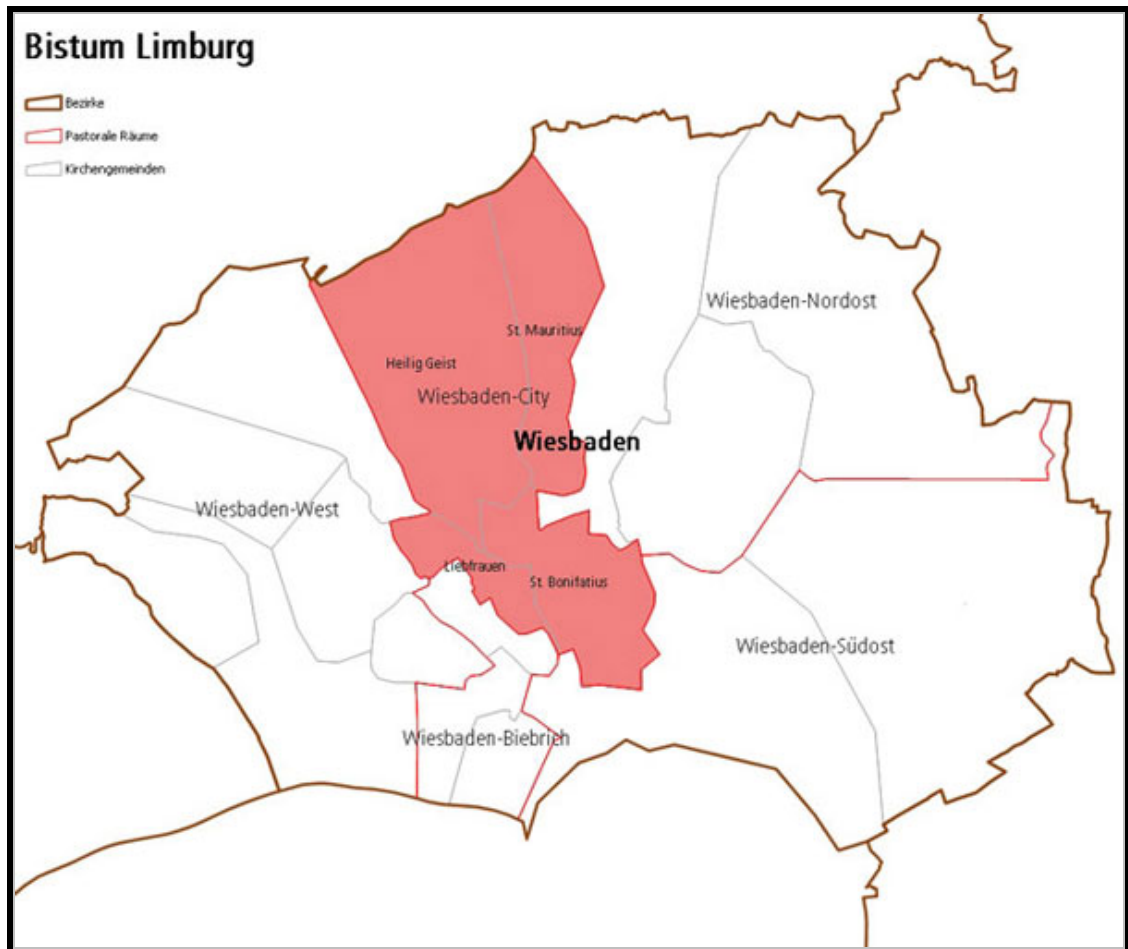 Bistum Limburg
Bezirke
Pastorale Räume
Kirchengemeinden
Wiesbaden-Nordost
St. Mauritius
Heilig Geist
Wiesbaden-City
Wiesbaden
Wiesbaden-West
Liebfrauen
St. Bonifatius
Wiesbaden-Südost
Wiesbaden-Biebrich